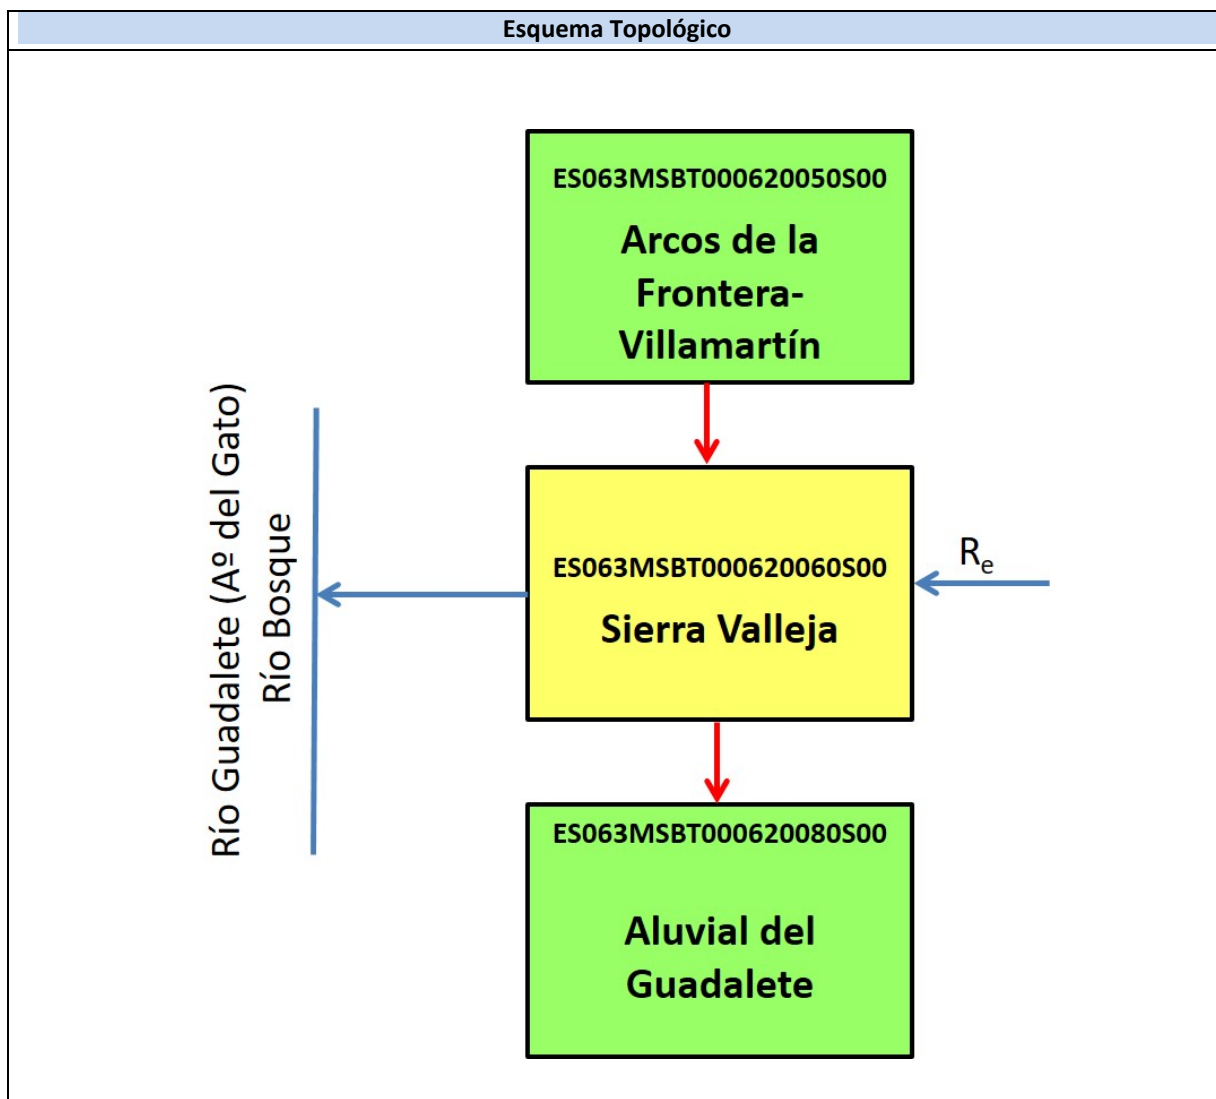 Esquema Topológico
ES063MSBT000620050S00
Arcos de la
Frontera-
Villamartín
Río Guadalete (Aº del Gato)
Río Bosque
ES063MSBT000620060S00
Sierra Valleja
Re
ES063MSBT000620080S00
Aluvial del
Guadalete